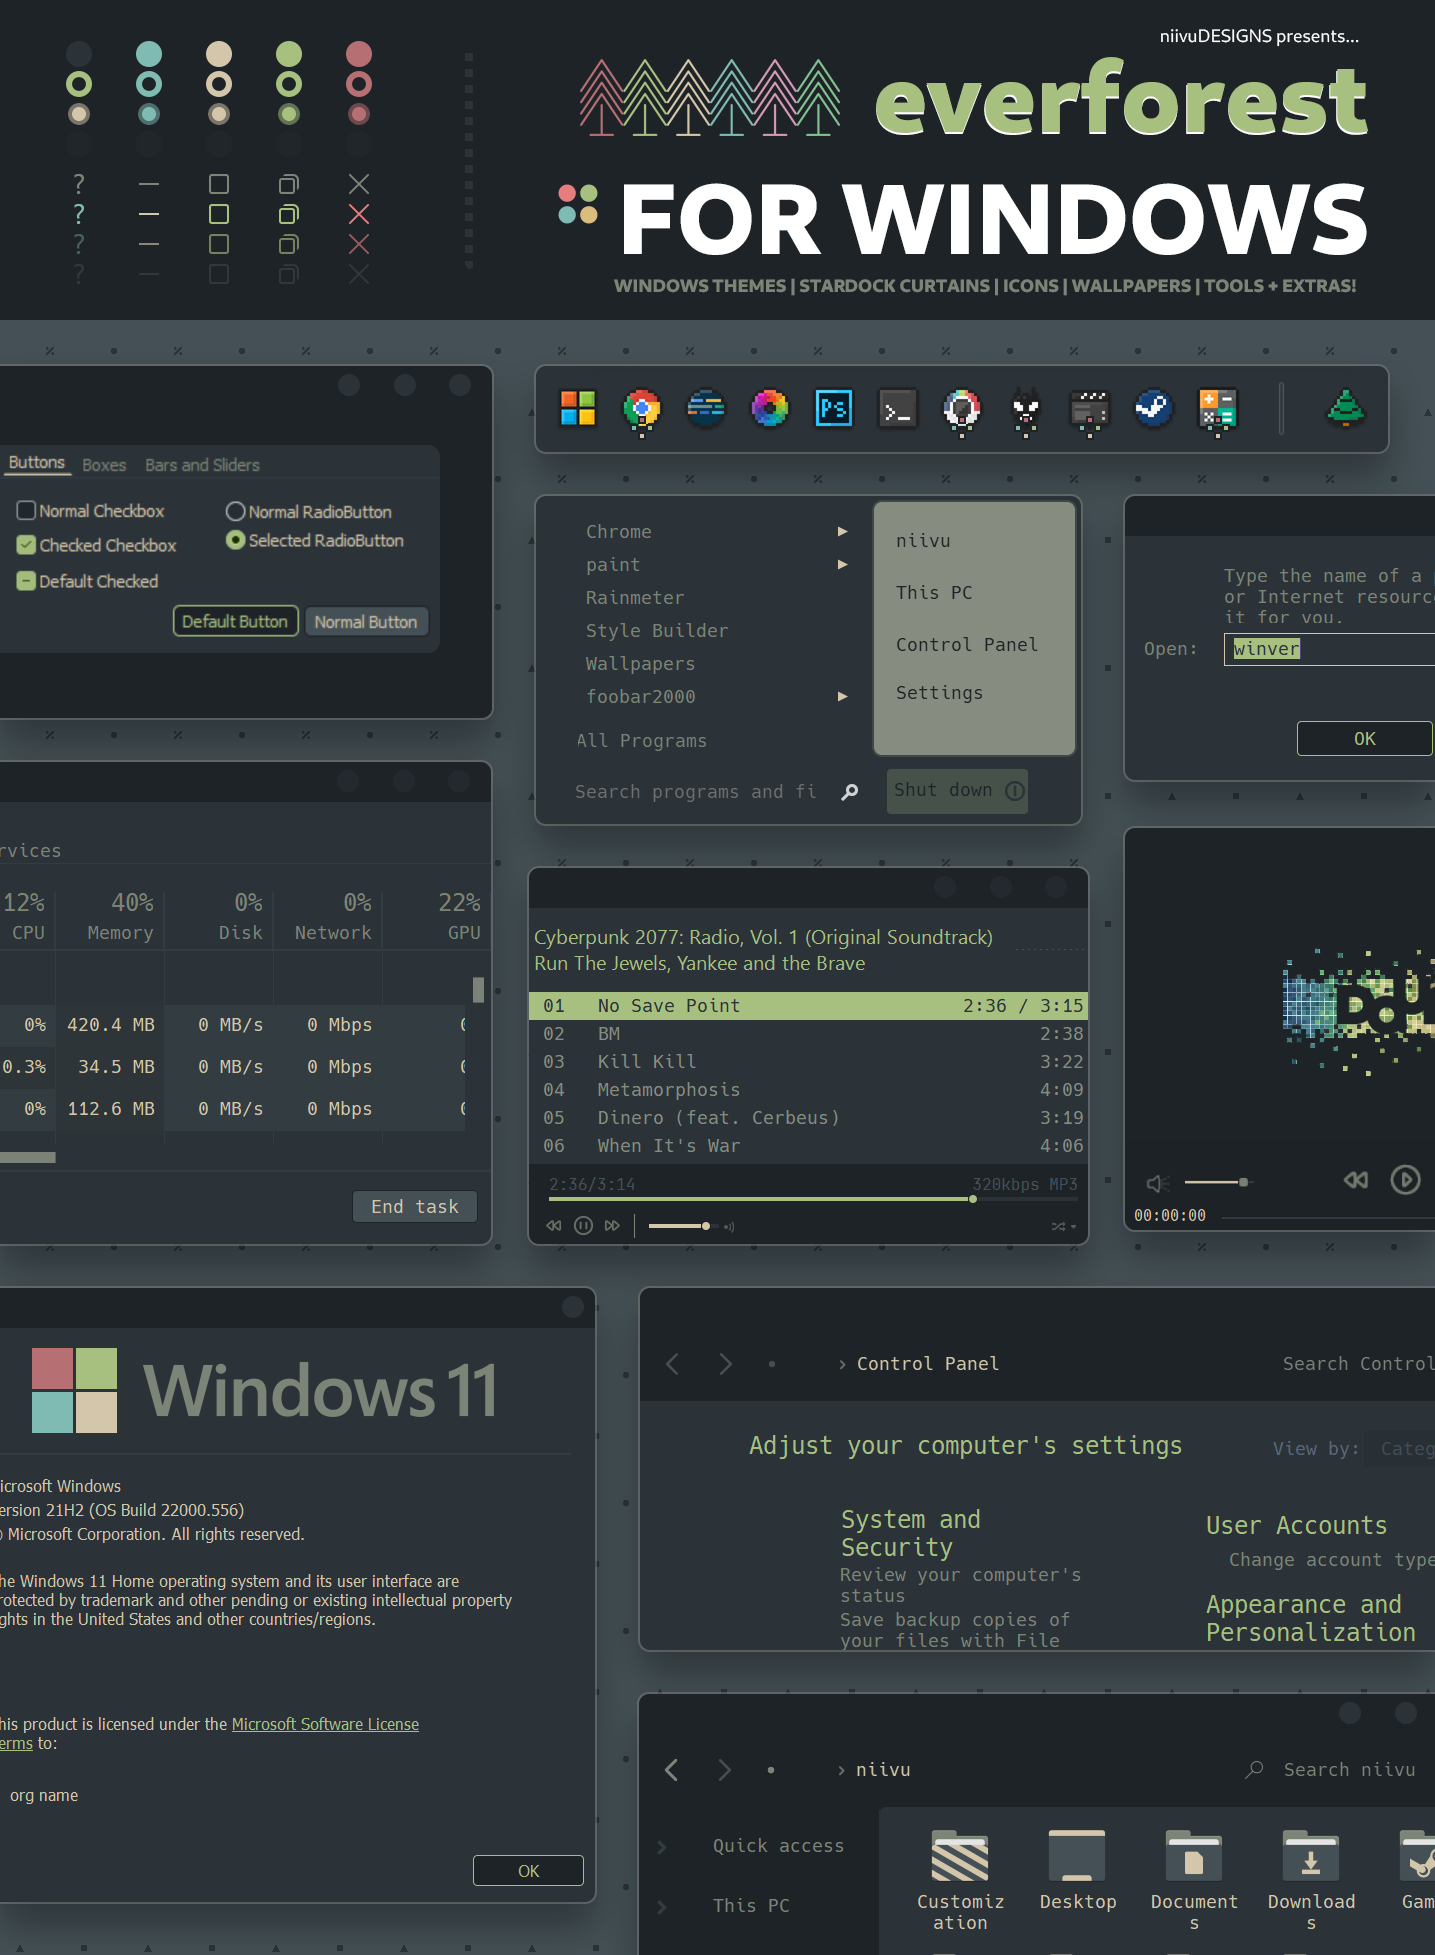 niivuDESIGNS presents...
everforest
FOR WINDOWS
WINDOWS THEMES | STARDOCK CURTAINS | ICONS | WALLPAPERS | TOOLS + EXTRAS!
?
?
?
?
Buttons Boxes Bars and Sliders
Normal Checkbox Normal RadioButton
Checked Checkbox Selected RadioButton
Default Checked
Default Button Normal Button
Ps
Chrome
paint
Rainmeter
Style Builder
Wallpapers
foobar2000
All Programs
Search programs and fi
niivu
This PC
Control Panel
Settings
Shut down
Type the name of a
or Internet resourc
it for you.
Open: winver
OK
rvices
12% 40% 0% 0% 22%
CPU Memory Disk Network GPU
0% 420.4 MB 0 MB/s 0 Mbps
0.3% 34.5 MB 0 MB/s 0 Mbps
0% 112.6 MB 0 MB/s 0 Mbps
End task
Cyberpunk 2077: Radio, Vol. 1 (Original Soundtrack)
Run The Jewels, Yankee and the Brave
01 No Save Point 2:36 / 3:15
02 BM 2:38
03 Kill Kill 3:22
04 Metamorphosis 4:09
05 Dinero (feat. Cerbeus) 3:19
06 When It's War 4:06
2:36/3:14 320kbps MP3
00:00:00
Windows 11
icrosoft Windows
ersion 21H2 (OS Build 22000.556)
© Microsoft Corporation. All rights reserved.
he Windows 11 Home operating system and its user interface are
rotected by trademark and other pending or existing intellectual property
ghts in the United States and other countries/regions.
his product is licensed under the Microsoft Software License
erms to:
org name
OK
› Control Panel
Search Control
Adjust your computer's settings
View by: Categ
System and
Security
Review your computer's
status
Save backup copies of
your files with File
User Accounts
Change account type
Appearance and
Personalization
› niivu
Search niivu
Quick access
This PC
Customiz
ation
Desktop
Document
s
Download
s
Gam